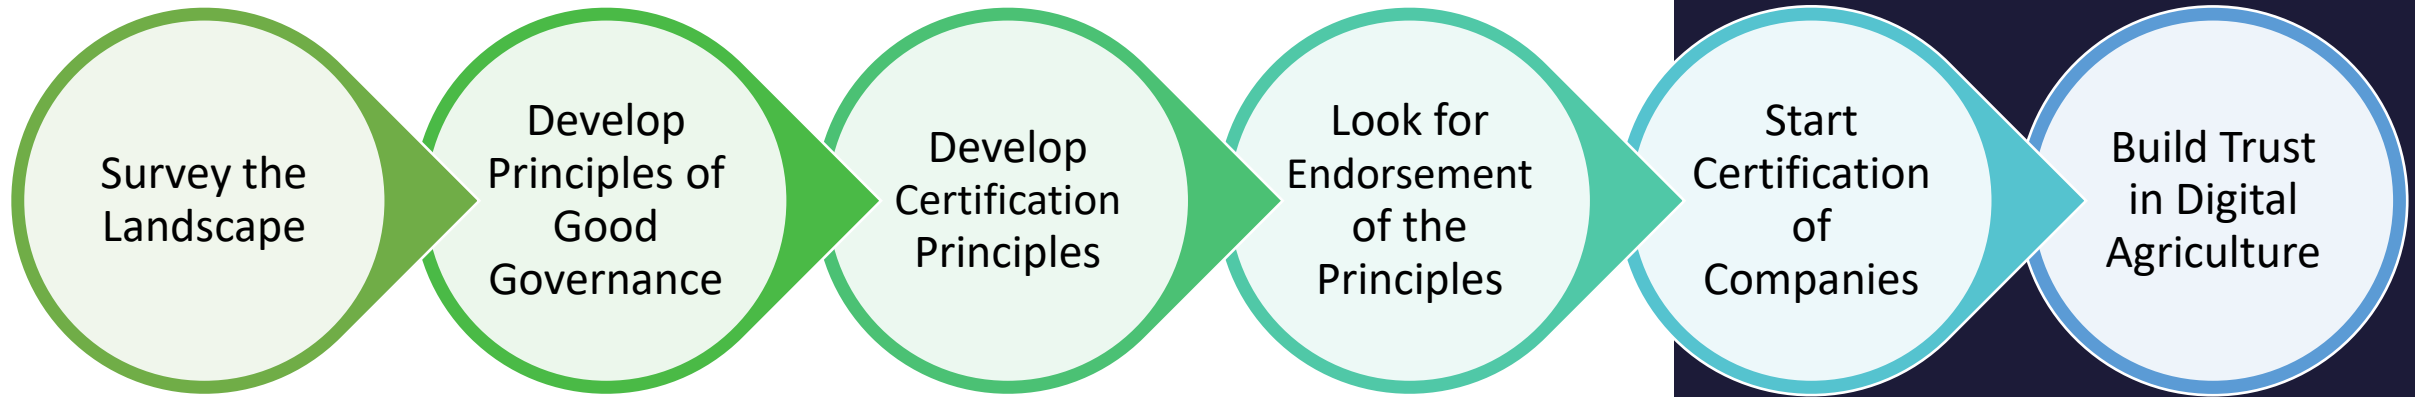 Survey the
Landscape
Develop
Principles of
Good
Governance
Develop
Certification
Principles
Look for
Endorsement
of the
Principles
Start
Certification
of
Companies
Build Trust
in Digital
Agriculture